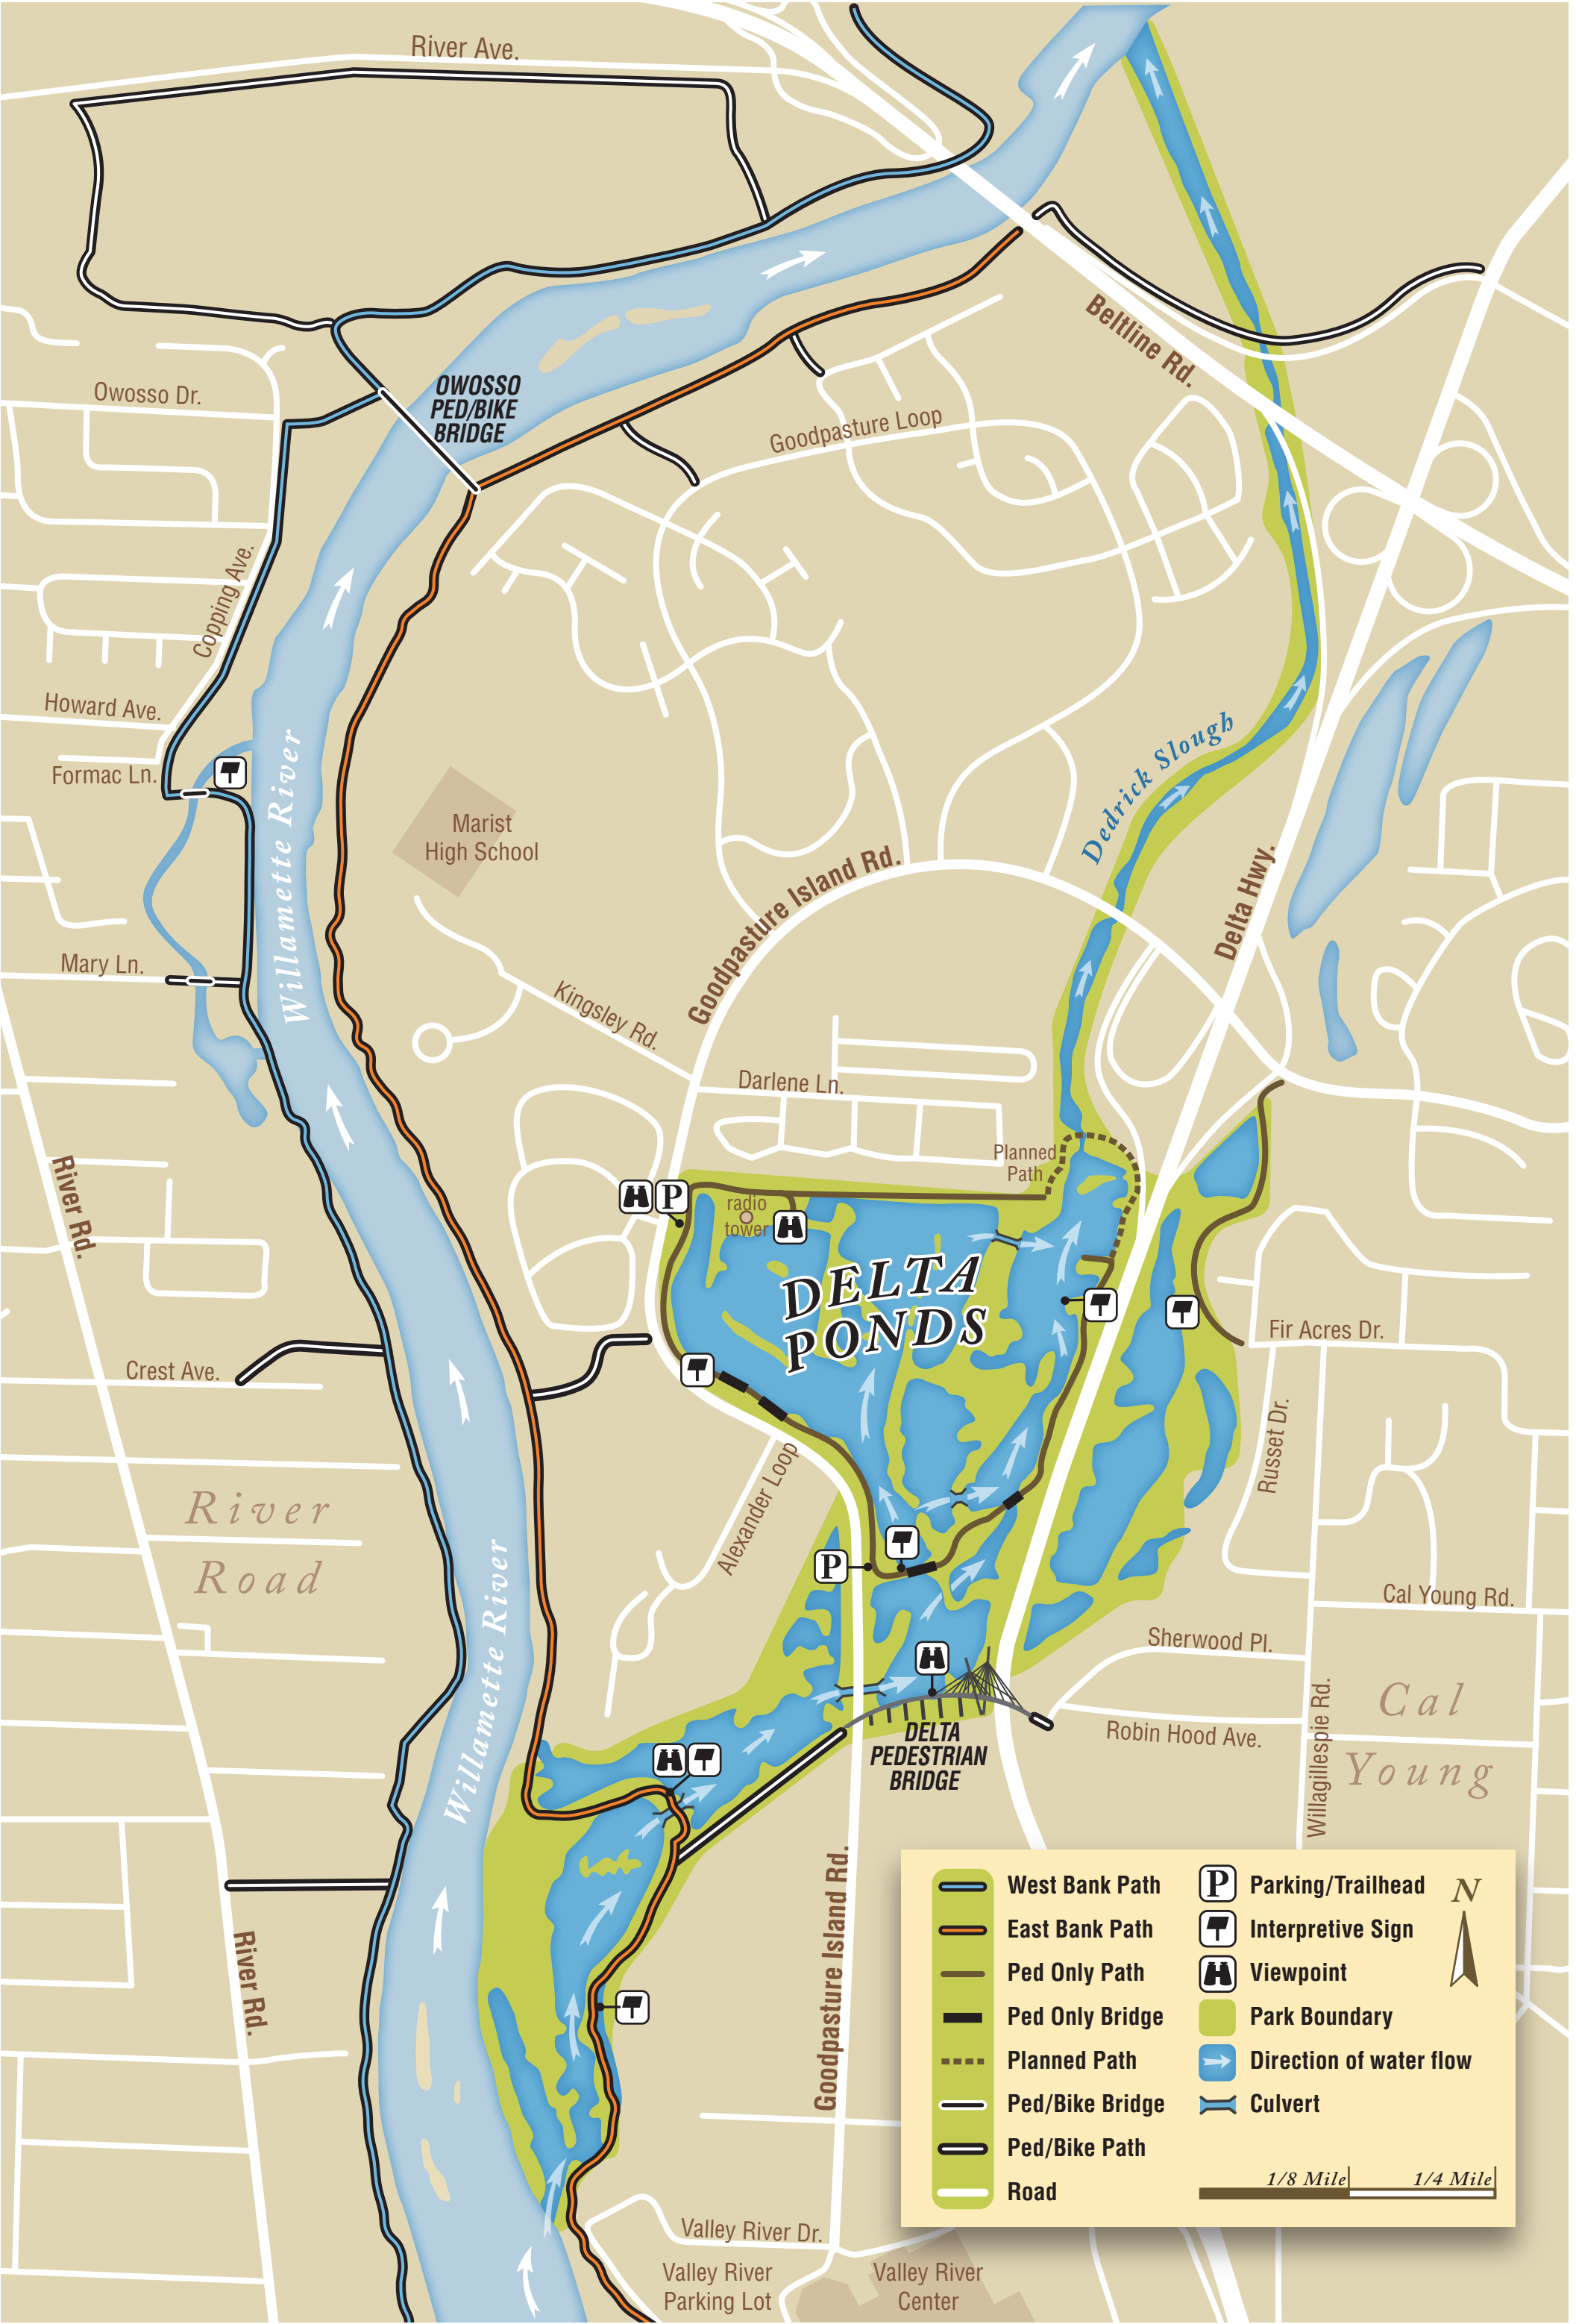 River Ave.
Beltline Rd.
Owosso Dr.
OWOSSO
PED/BIKE
BRIDGE
Goodpasture Loop
Copping Ave.
Howard Ave.
Formac Ln.
Willamette River
Marist
High School
Dedrick Slough
Delta Hwy.
Goodpasture Island Rd.
Mary Ln.
Kingsley Rd.
Darlene Ln.
Planned
Path
River Rd.
P
radio
tower
DELTA
PONDS
Crest Ave.
Fir Acres Dr.
Russet Dr.
Alexander Loop
River
Road
P
Willamette River
Cal Young Rd.
Sherwood Pl.
Robin Hood Ave.
Willagillespie Rd.
Cal
Young
DELTA
PEDESTRIAN
BRIDGE
Goodpasture Island Rd.
River Rd.
Valley River Dr.
Valley River
Parking Lot
Valley River
Center
West Bank Path
East Bank Path
Ped Only Path
Ped Only Bridge
Planned Path
Ped/Bike Bridge
Ped/Bike Path
Road
P Parking/Trailhead
Interpretive Sign
Viewpoint
Park Boundary
Direction of water flow
Culvert
N
1/8 Mile 1/4 Mile